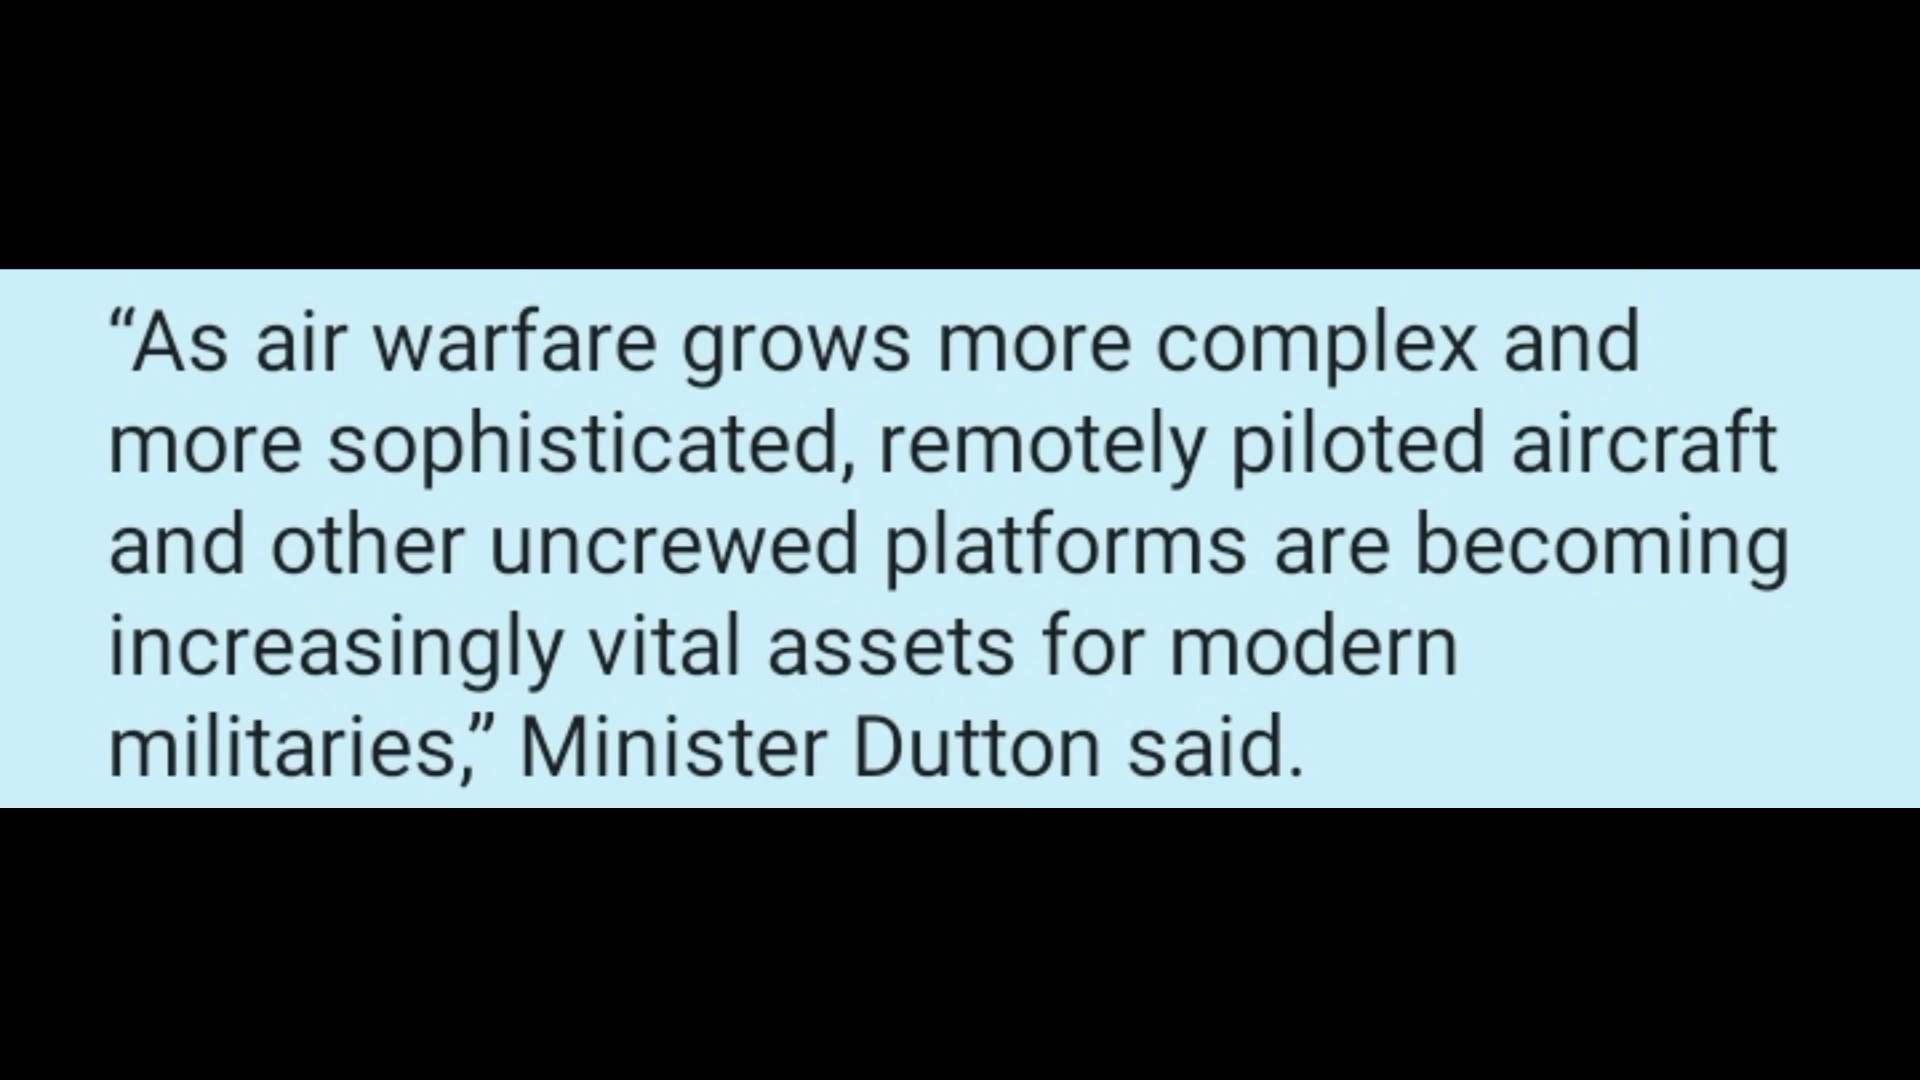 “As air warfare grows more complex and
more sophisticated, remotely piloted aircraft
and other uncrewed platforms are becoming
increasingly vital assets for modern
militaries,” Minister Dutton said.